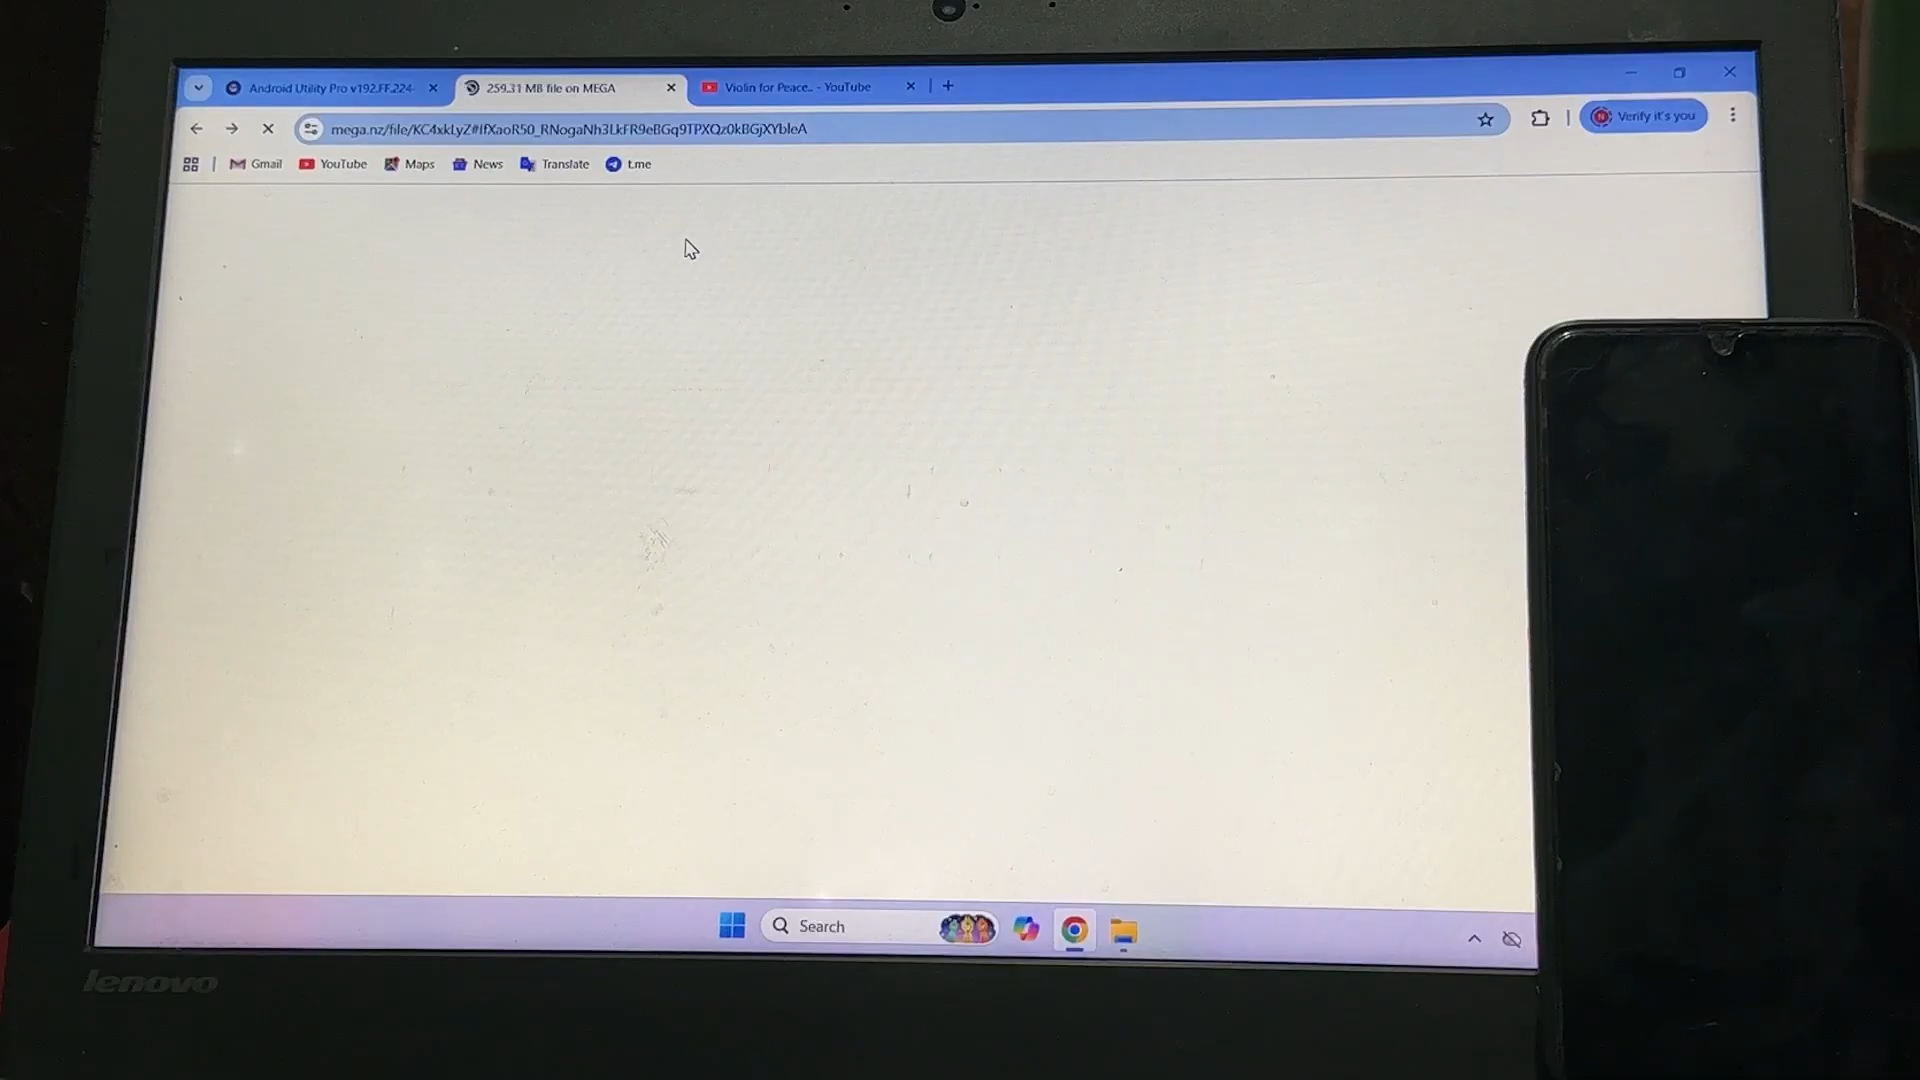 Android Utility Pro v192.FF.224-
259.31 MB file on MEGA
Violin for Peace.. - YouTube
mega.nz/file/KC4xkLyZ#IfXaoR50_RNogaNh3LkFR9eBGq9TPXQz0kBGjXYbleA
Verify it's you
Gmail
YouTube
Maps
News
Translate
t.me
Search
lenovo